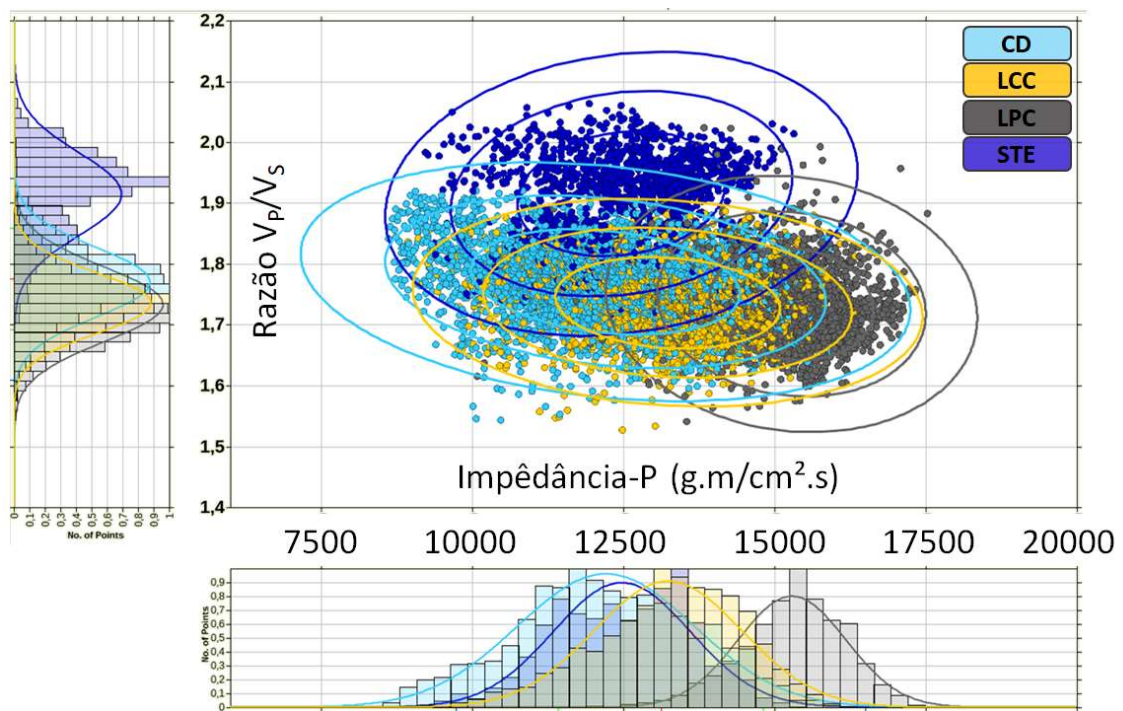 2,2
2,1
2,0
1,9
1,8
1,7
1,6
1,5
1,4
Razão VP/VS
CD
LCC
LPC
STE
Impêdância-P (g.m/cm².s)
0 0,1 0,2 0,3 0,4 0,5 0,6 0,7 0,8 0,9 1
No. of Points
7500 10000 12500 15000 17500 20000
0,9
0,8
0,7
0,6
0,5
0,4
0,3
0,2
0,1
0
No. of Points